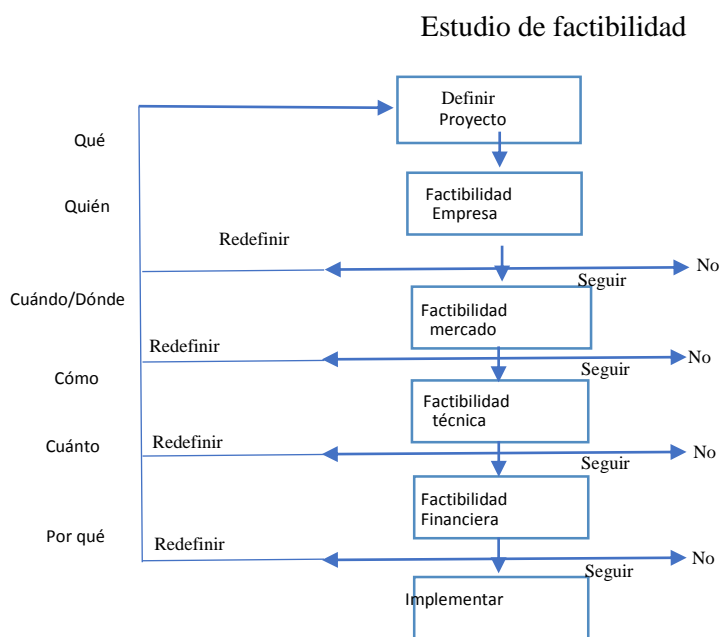 Estudio de factibilidad
Definir
Proyecto
Qué
Factibilidad
Empresa
Quién
Redefinir
No
Seguir
Cuándo/Dónde
Factibilidad
mercado
Redefinir
No
Seguir
Cómo
Factibilidad
técnica
Redefinir
Cuánto
No
Seguir
Factibilidad
Financiera
Por qué
Redefinir
No
Seguir
Implementar